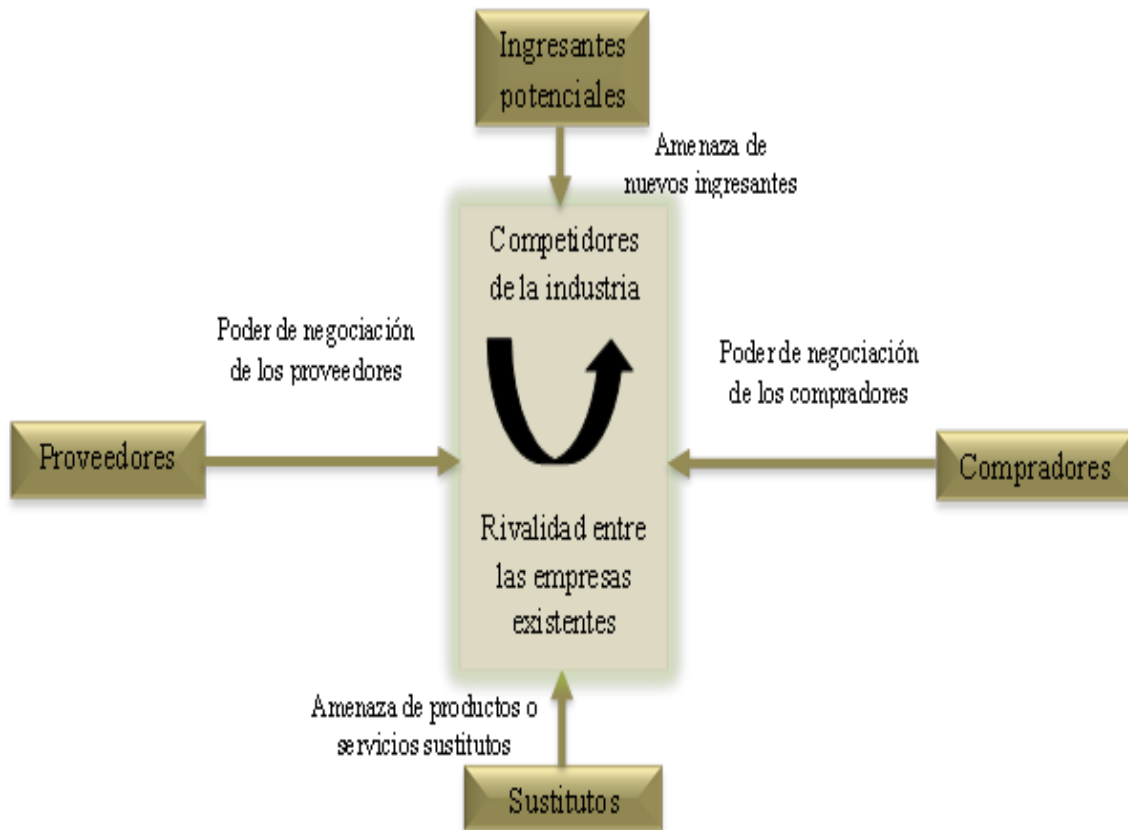 Ingresantes
potenciales
Amenaza de
nuevos ingresantes
Competidores
de la industria
Poder de negociación
de los proveedores
Poder de negociación
de los compradores
Proveedores
Compradores
Rivalidad entre
las empresas
existentes
Amenaza de productos o
servicios sustitutos
Sustitutos